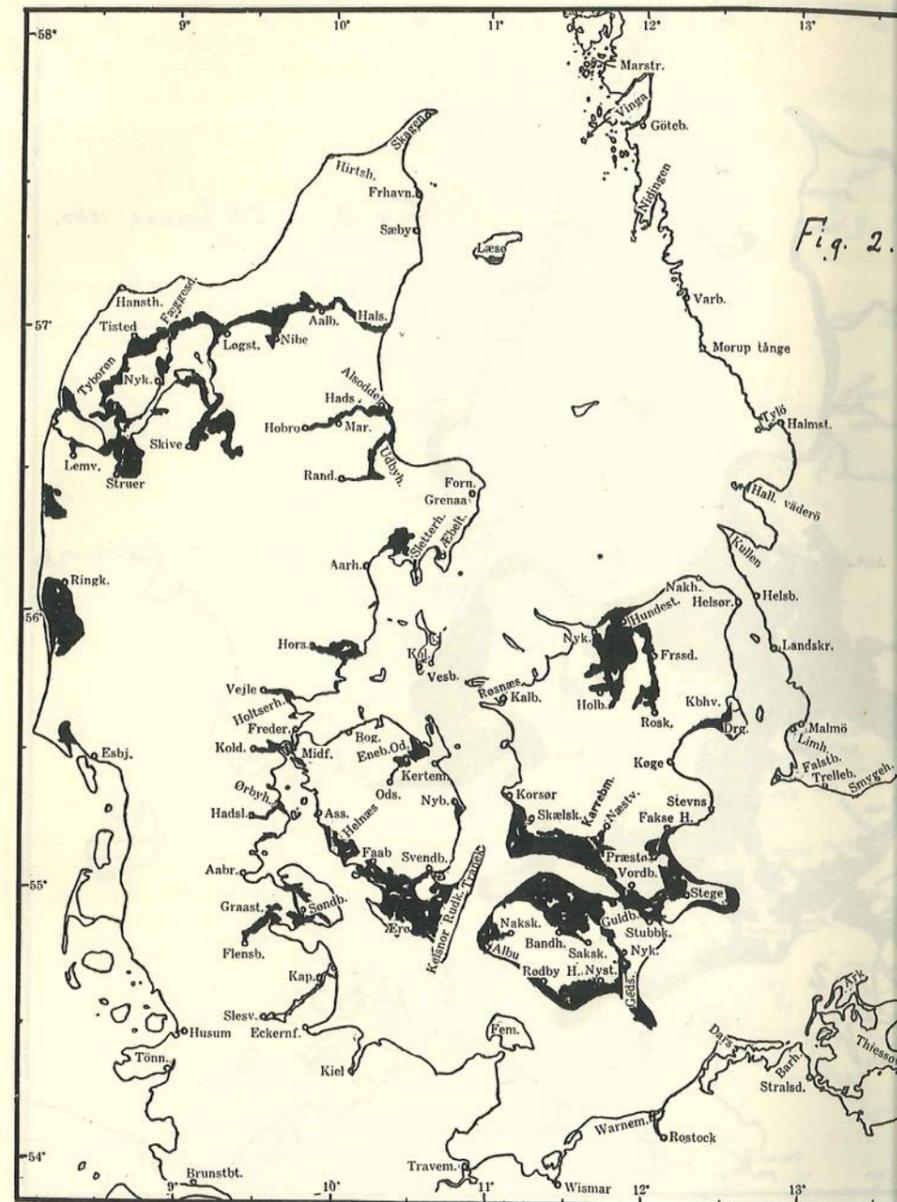 9°
10°
11°
12°
13°
58°
Marstr.
Vinga
Göteb.
Skagen
Hirtsh.
Frhavn.
Nidingen
Sæby
Læsø
Fig. 2.
Hansth.
Fæggesd.
Varb.
57°
Tisted
Aalb.
Hals.
Løgst.
Nibe
Morup tånge
Tyborøn
Nyk.
Alsodde
Hads.
Hobro
Mar.
Tylö
Halmst.
Skive
Lemv.
Struer
Rand.
Udbyh.
Forn.
Grenaa
Hall. väderö
Sletterh.
Æbelt.
Kullen
Aarh.
Ringk.
Nakh.
Helsb.
56°
Hundest.
Helsør.
Hors.
Nyk.
Landskr.
Kol.
Frssd.
Vesb.
Vejle
Røsnæs.
Kalb.
Holb.
Holtserh.
Rosk.
Kbhv.
Freder.
Bog.
Drg.
Malmö
Esbj.
Kold.
Midf.
Eneb.Od.
Limh.
Kertem.
Køge
Falstb.
Trelleb.
Smygeh.
Ods.
Ørbyh.
Nyb.
Korsør
Karrebm.
Stevns
Hadsl.
Ass.
Skælsk.
Næstv.
Fakse H.
Helnæs
Faab
Svendb.
Præstø
Aabr.
Vordb.
55°
Stege
Graast.
Søndb.
Ærø
Kelsnor Rudk. Tranek.
Naksk.
Guldb.
Stubbk.
Flensb.
Albu
Bandh.
Saksk.
Nyk.
Kap.
Rødby H.
Nyst.
Geds.
Ark
Slesv.
Husum
Eckernf.
Fem.
Dars
Thiessov
Tönn.
Kiel
Barh.
Stralsd.
Warnem.
Rostock
54°
Brunstbt.
Travem.
Wismar
9°
10°
11°
12°
13°